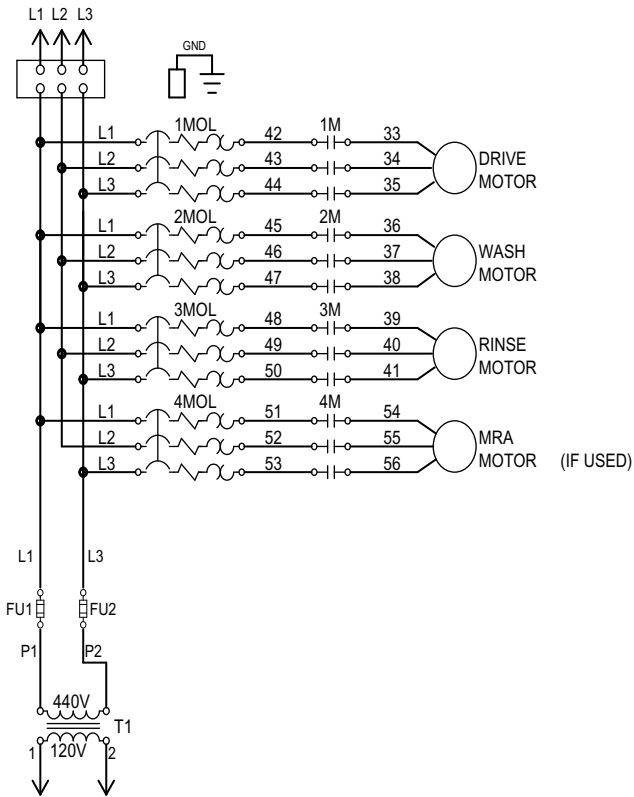 L1 L2 L3
GND
1MOL 1M
L1 42 33
L2 43 34
L3 44 35
DRIVE
MOTOR
2MOL 2M
L1 45 36
L2 46 37
L3 47 38
WASH
MOTOR
3MOL 3M
L1 48 39
L2 49 40
L3 50 41
RINSE
MOTOR
4MOL 4M
L1 51 54
L2 52 55
L3 53 56
MRA
MOTOR (IF USED)
L1 L3
FU1 FU2
P1 P2
440V
T1
1 120V 2